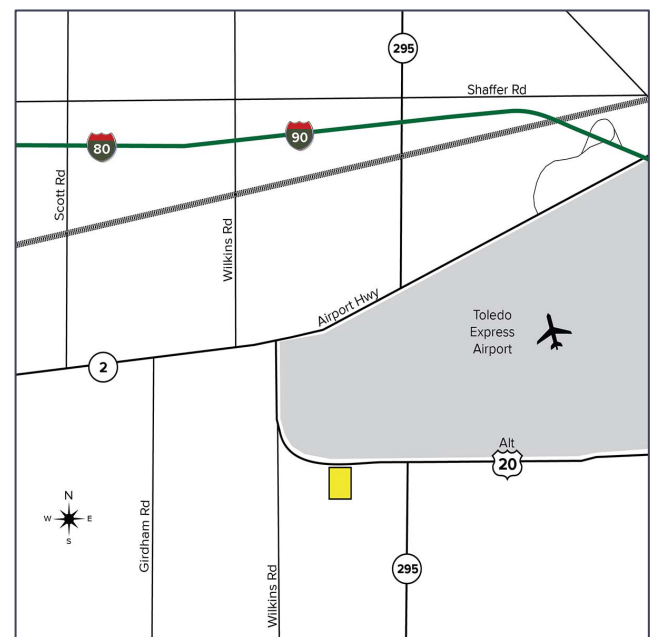 295
Shaffer Rd
90
80
Scott Rd
Wilkins Rd
Airport Hwy
Toledo
Express
Airport
2
Alt
20
N
W E
S
Girdham Rd
Wilkins Rd
295